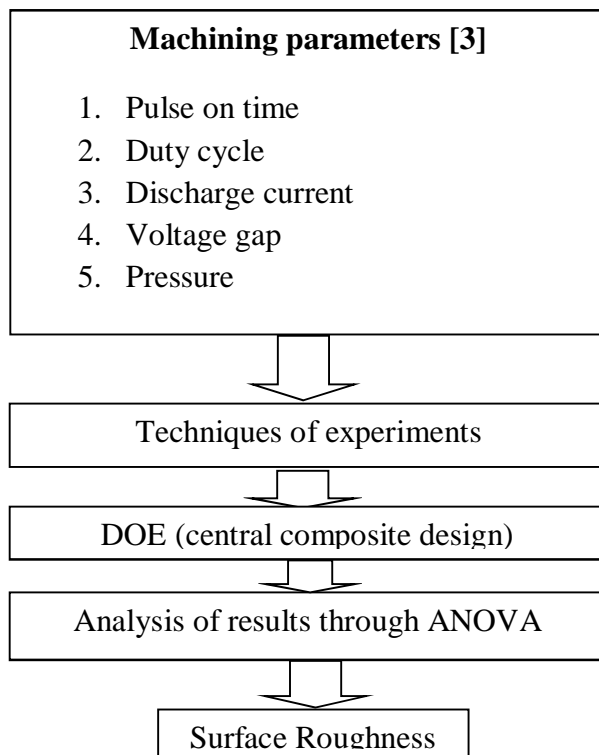 Machining parameters [3]
1. Pulse on time
2. Duty cycle
3. Discharge current
4. Voltage gap
5. Pressure
Techniques of experiments
DOE (central composite design)
Analysis of results through ANOVA
Surface Roughness